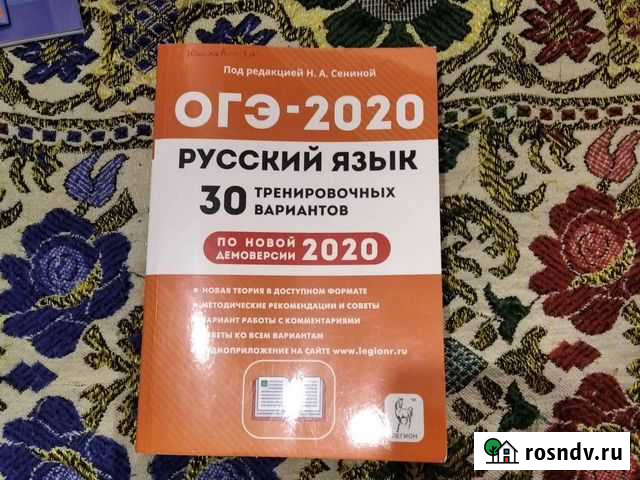 Под редакцией Н. А. Сениной
ОГЭ-2020
РУССКИЙ ЯЗЫК
30 ТРЕНИРОВОЧНЫХ
ВАРИАНТОВ
ПО НОВОЙ
ДЕМОВЕРСИИ 2020
НОВАЯ ТЕОРИЯ В ДОСТУПНОМ ФОРМАТЕ
МЕТОДИЧЕСКИЕ РЕКОМЕНДАЦИИ И СОВЕТЫ
ВАРИАНТ РАБОТЫ С КОММЕНТАРИЯМИ
ОТВЕТЫ КО ВСЕМ ВАРИАНТАМ
АУДИОПРИЛОЖЕНИЕ НА САЙТЕ www.legionr.ru
ЛЕГИОН
rosndv.ru